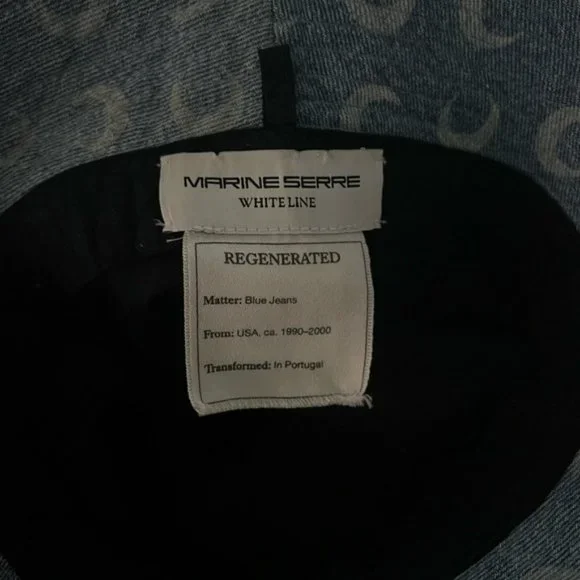 MARINE SERRE
WHITE LINE
REGENERATED
Matter: Blue Jeans
From: USA, ca. 1990–2000
Transformed: In Portugal